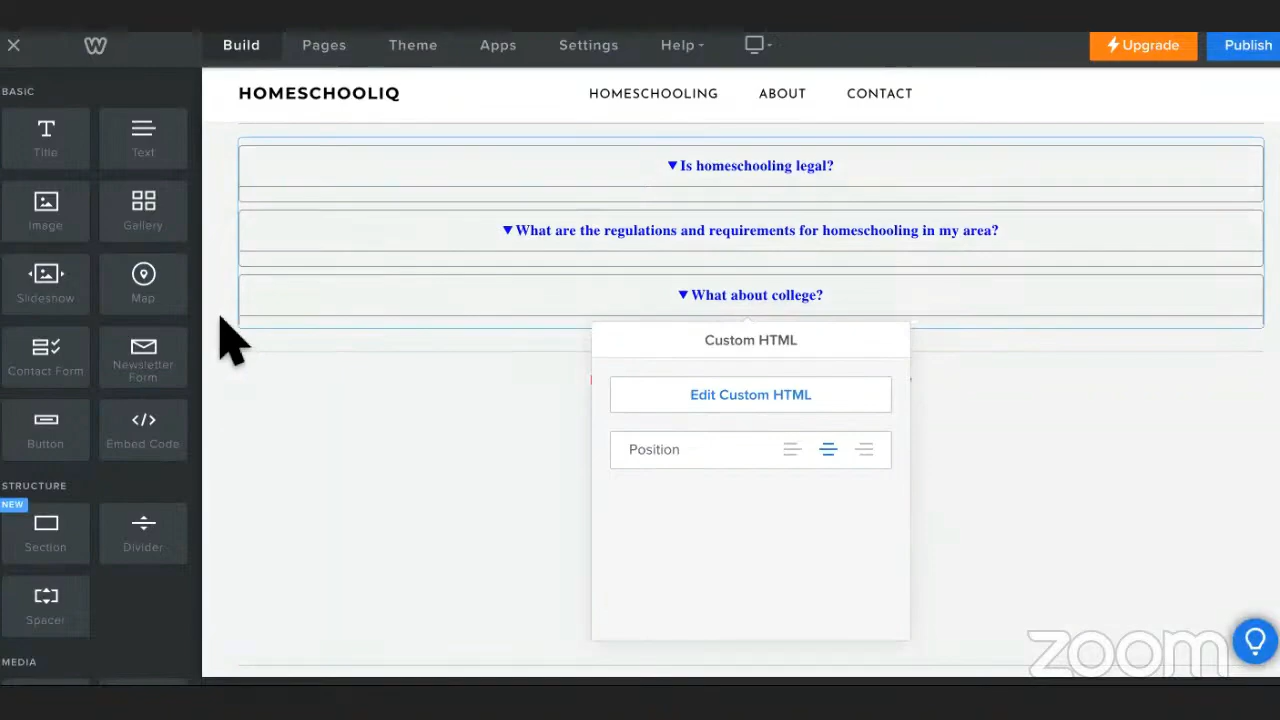 Build Pages Theme Apps Settings Help Upgrade Publish
BASIC
Title Text
Image Gallery
Slideshow Map
Contact Form Newsletter Form
Button Embed Code
STRUCTURE
NEW
Section Divider
Spacer
MEDIA
HOMESCHOOLIQ HOMESCHOOLING ABOUT CONTACT
Is homeschooling legal?
What are the regulations and requirements for homeschooling in my area?
What about college?
Custom HTML
Edit Custom HTML
Position
zoom